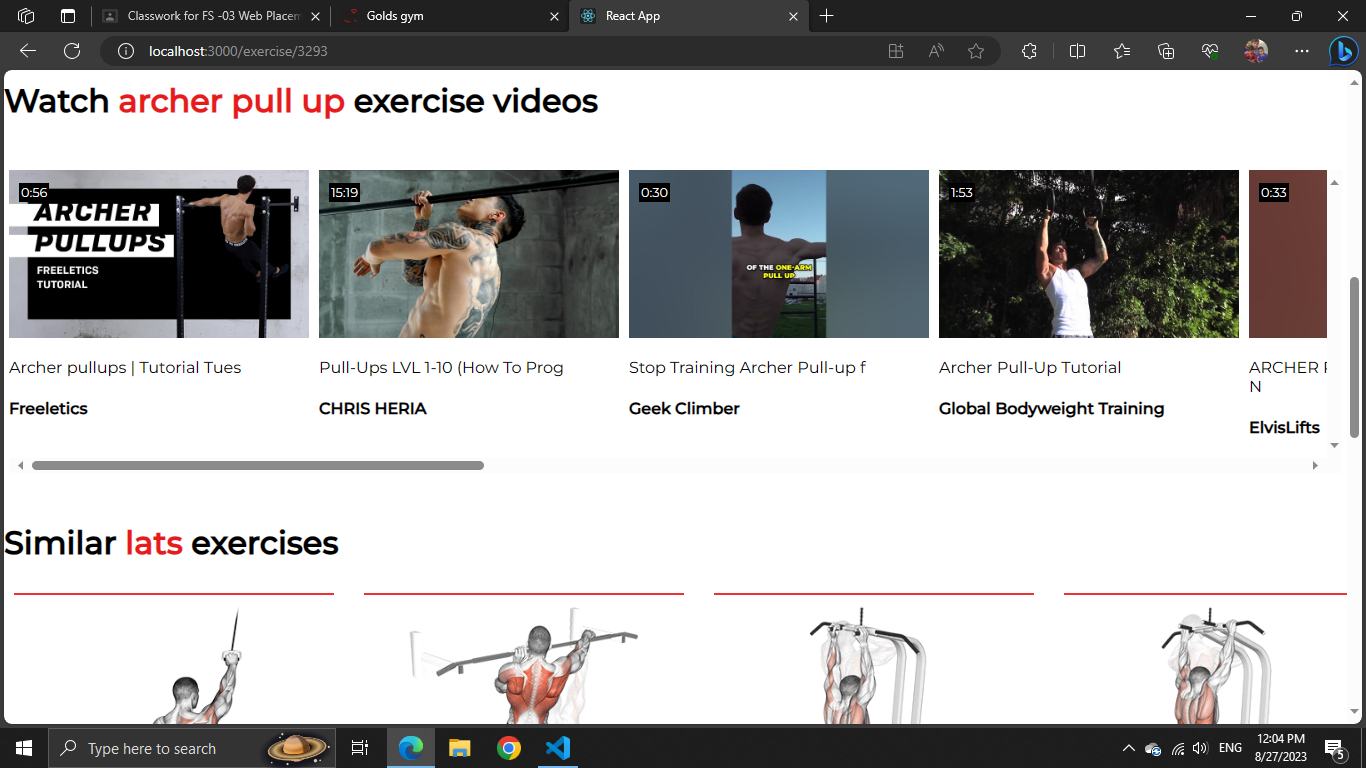 Classwork for FS -03 Web Placem
Golds gym
React App
localhost:3000/exercise/3293
Watch archer pull up exercise videos
0:56
ARCHER
PULLUPS
FREELETICS
TUTORIAL
15:19
0:30
OF THE ONE-ARM
PULL UP
1:53
0:33
Archer pullups | Tutorial Tues
Freeletics
Pull-Ups LVL 1-10 (How To Prog
CHRIS HERIA
Stop Training Archer Pull-up f
Geek Climber
Archer Pull-Up Tutorial
Global Bodyweight Training
ARCHER
N
ElvisLifts
Similar lats exercises
Type here to search
ENG
12:04 PM
8/27/2023
5